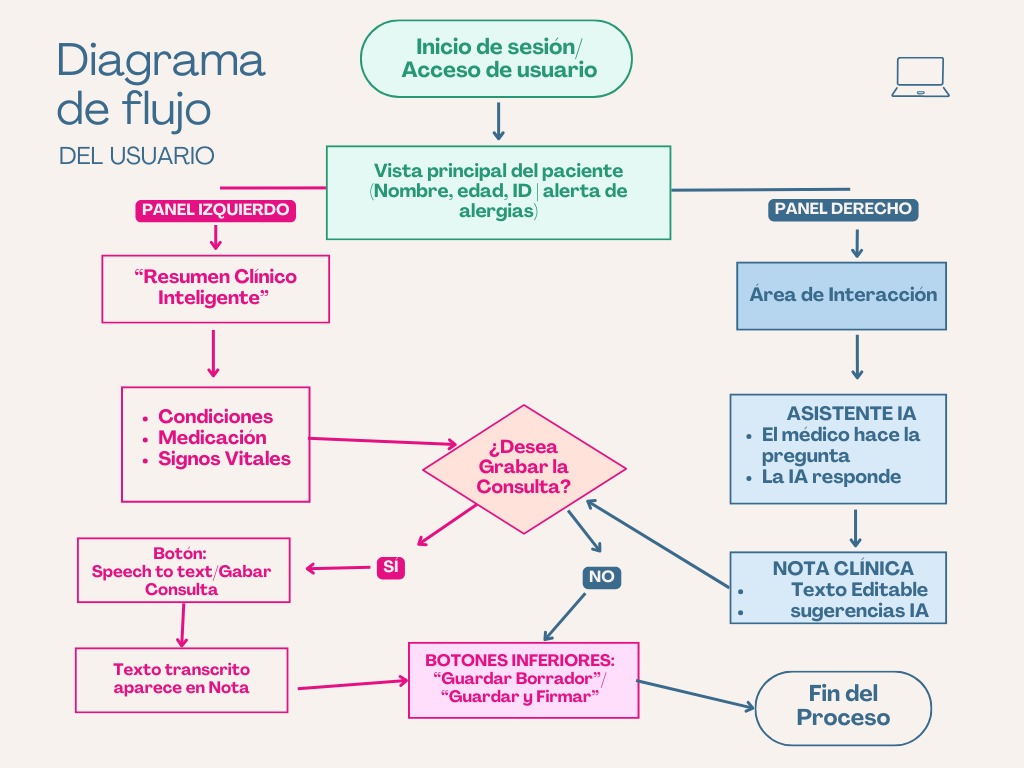 Diagrama
de flujo
DEL USUARIO
Inicio de sesión/
Acceso de usuario
Vista principal del paciente
(Nombre, edad, ID | alerta de
alergias)
PANEL IZQUIERDO
PANEL DERECHO
“Resumen Clínico
Inteligente”
Área de Interacción
• Condiciones
• Medicación
• Signos Vitales
¿Desea
Grabar la
Consulta?
ASISTENTE IA
• El médico hace la
pregunta
• La IA responde
Botón:
Speech to text/Gabar
Consulta
SÍ
NO
NOTA CLÍNICA
• Texto Editable
• sugerencias IA
Texto transcrito
aparece en Nota
BOTONES INFERIORES:
“Guardar Borrador”/
“Guardar y Firmar”
Fin del
Proceso